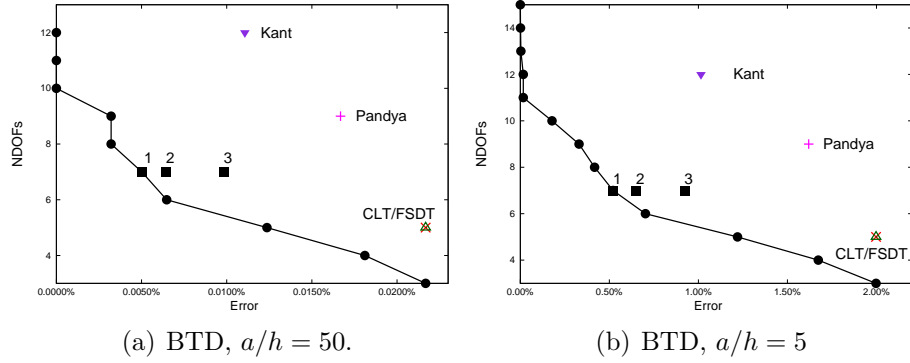 12
10
8
6
4
NDOFs
0.0000%
0.0050%
0.0100%
0.0150%
0.0200%
Error
Kant
Pandya
1
2
3
CLT/FSDT
(a) BTD, a/h = 50.
14
12
10
8
6
4
NDOFs
0.00%
0.50%
1.00%
1.50%
2.00%
Error
Kant
Pandya
1
2
3
CLT/FSDT
(b) BTD, a/h = 5